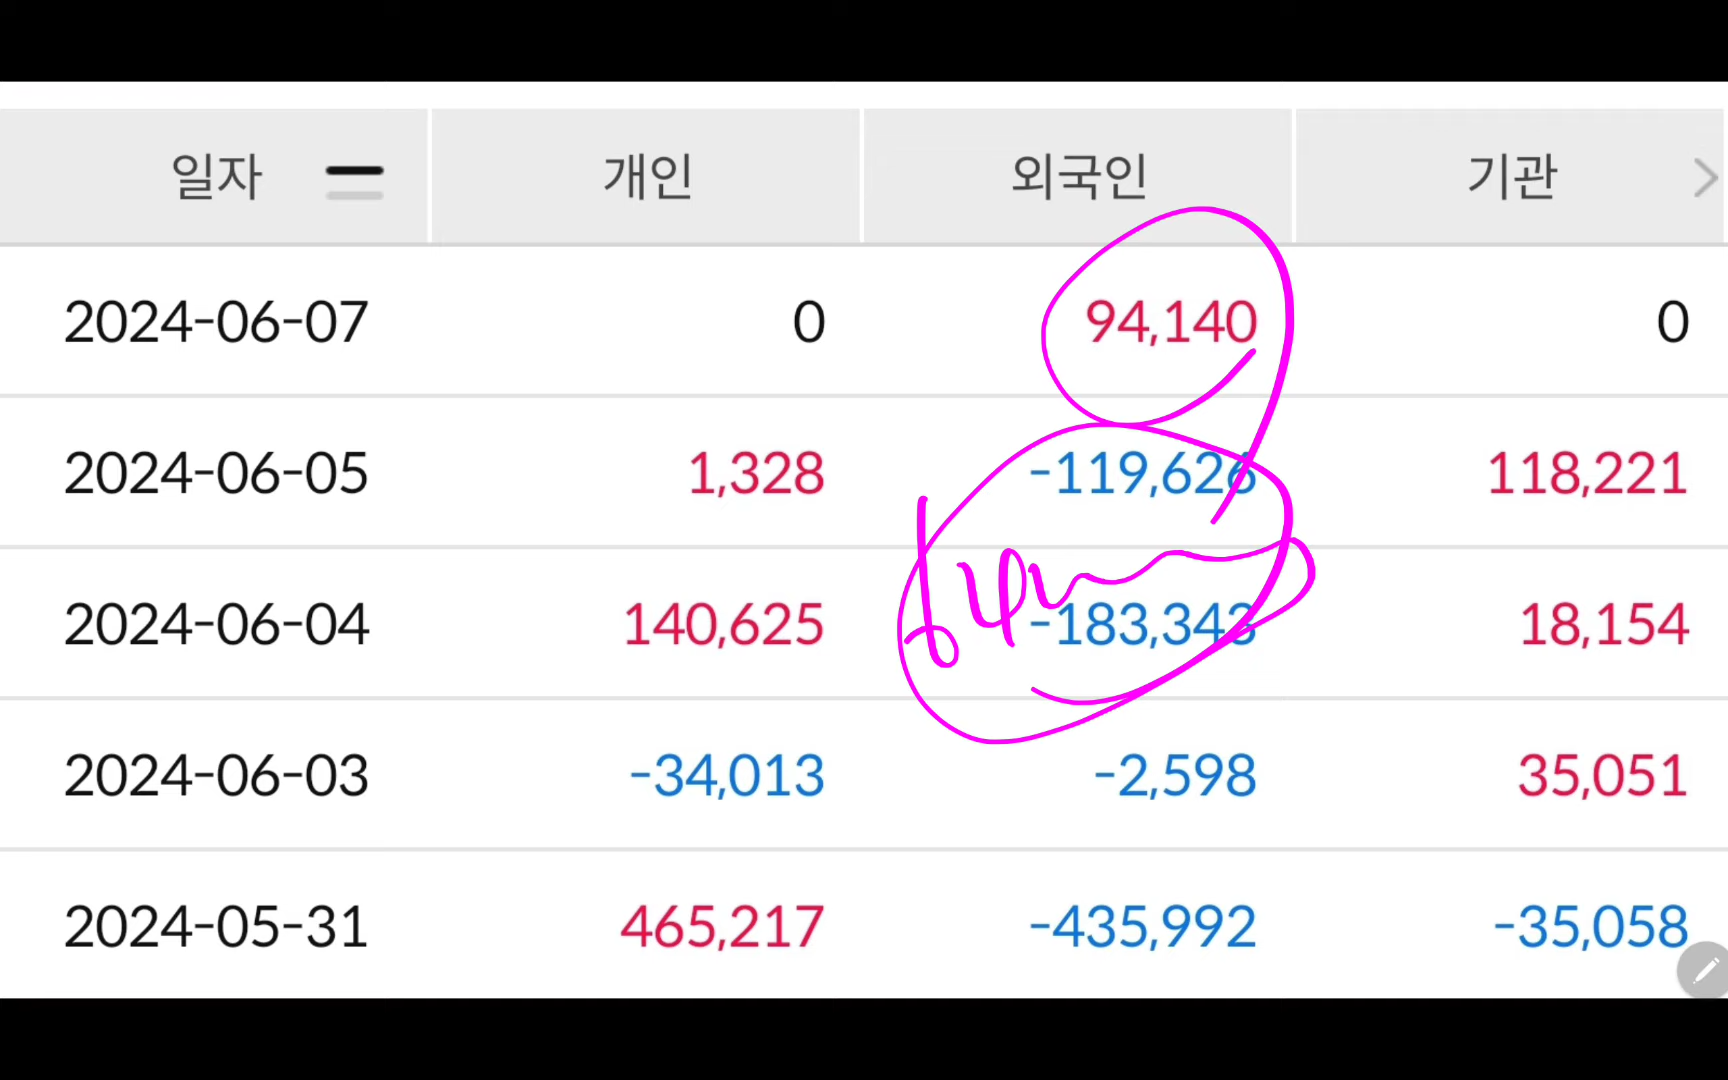 일자 개인 외국인 기관
2024-06-07 0 94,140 0
2024-06-05 1,328 -119,626 118,221
2024-06-04 140,625 -183,343 18,154
2024-06-03 -34,013 -2,598 35,051
2024-05-31 465,217 -435,992 -35,058